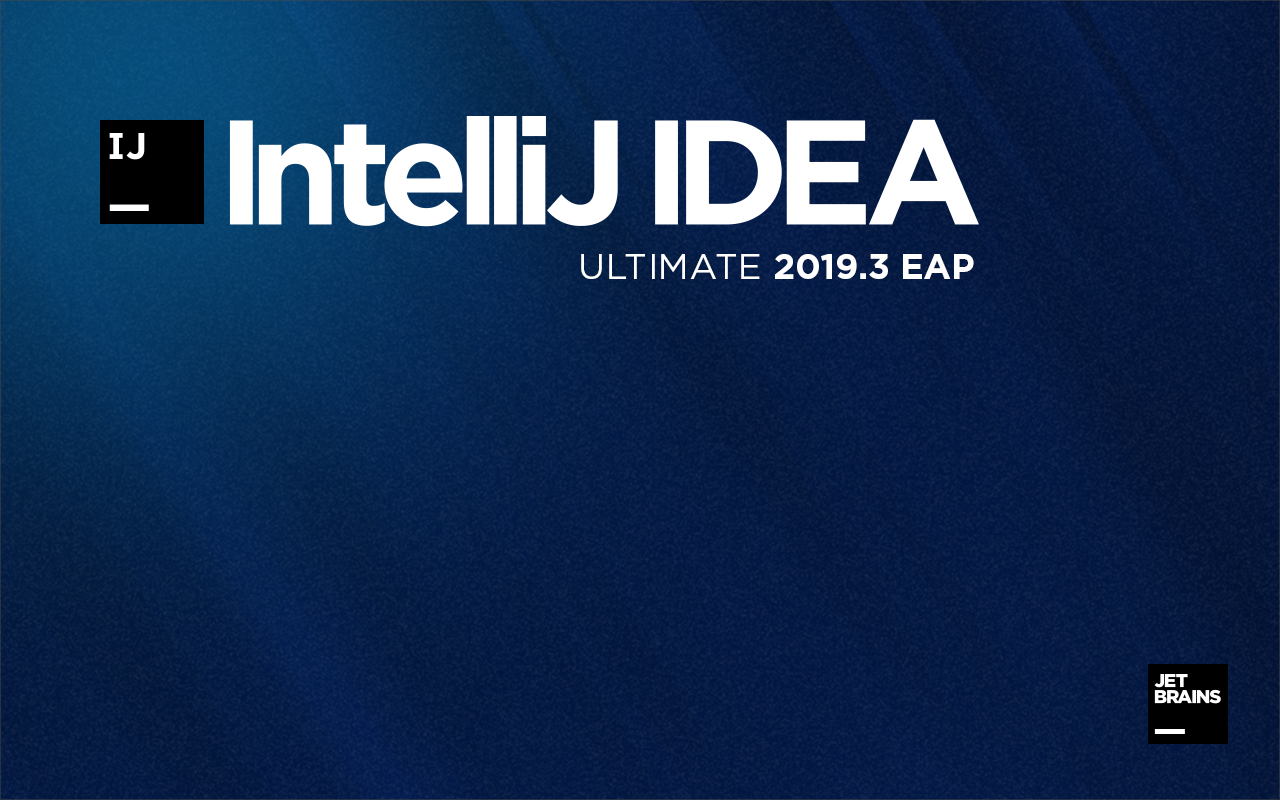 IJ
IntelliJ IDEA
ULTIMATE 2019.3 EAP
JET
BRAINS